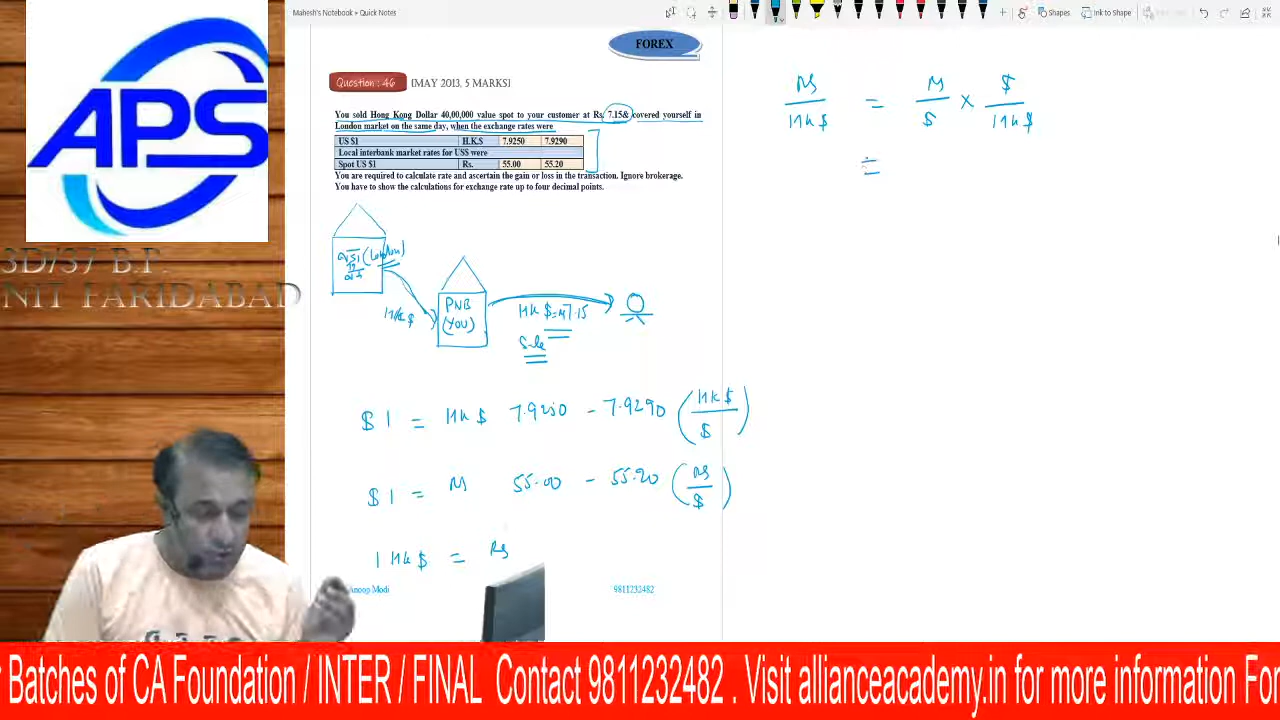 Mahesh's Notebook » Quick Notes
Shapes
Ink to Shape
APS
3D/37 B.P.
NIT FARIDABAD
FOREX
Question : 46 [MAY 2013, 5 MARKS]
You sold Hong Kong Dollar 40,00,000 value spot to your customer at Rs. 7.15& covered yourself in
London market on the same day, when the exchange rates were
US $1 H.K.$ 7.9250 7.9290
Local interbank market rates for US$ were
Spot US $1 Rs. 55.00 55.20
You are required to calculate rate and ascertain the gain or loss in the transaction. Ignore brokerage.
You have to show the calculations for exchange rate up to four decimal points.
(London)
HK $
PNB
(YOU)
HK $= ₹7.15
Sale
$ 1 = HK $ 7.9250 - 7.9290 (HK $ / $)
$ 1 = Rs 55.00 - 55.20 (Rs / $)
1 HK $ = Rs
Rs / HK $ = Rs / $ × $ / HK $
=
Anoop Modi 9811232482
r Batches of CA Foundation / INTER / FINAL Contact 9811232482 . Visit allianceacademy.in for more information For